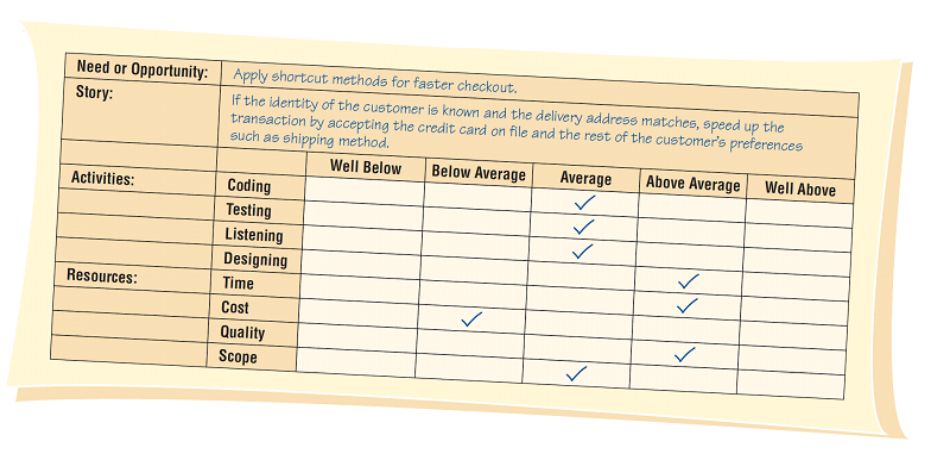 Need or Opportunity: Apply shortcut methods for faster checkout.
Story: If the identity of the customer is known and the delivery address matches, speed up the
transaction by accepting the credit card on file and the rest of the customer's preferences
such as shipping method.
Well Below Below Average Average Above Average Well Above
Activities: Coding ✓
Testing ✓
Listening ✓
Designing ✓
Resources: Time ✓
Cost ✓
Quality ✓
Scope ✓